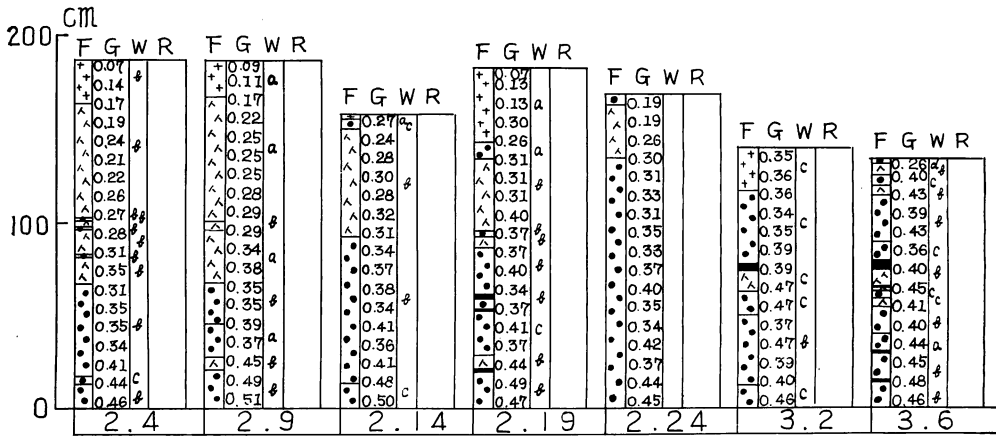 cm
200
100
0
F G W R
0.07
0.14 b
0.17
0.19
0.24 b
0.21
0.22
0.26
0.27 b b
0.28 b
0.31 b
0.35 b
0.31
0.35
0.35 b
0.34
0.41
0.44 c
0.46 b
2.4
F G W R
0.09
0.11 a
0.17
0.22
0.25
0.25 a
0.25
0.28
0.29
0.29 b
0.34
0.38 a
0.35
0.35 b
0.39
0.37 a
0.45 b
0.49
0.51 b
2.9
F G W R
0.27 a c
0.24
0.28
0.30
0.28 b
0.32
0.31
0.34
0.37
0.38
0.34 b
0.41
0.36
0.41
0.48
0.50 c
2.14
F G W R
0.07
0.13
0.13 a
0.30
0.26
0.31 a
0.31 b
0.31
0.40
0.37 b b
0.37
0.40 b
0.34
0.37 b
0.41 c
0.37
0.44 b
0.49 b
0.47
2.19
F G W R
0.19
0.19
0.26
0.30
0.31
0.33
0.31
0.35
0.33
0.37
0.40
0.35
0.34
0.42
0.37
0.44
0.45
2.24
F G W R
0.35 c
0.36
0.36
0.34 c
0.35
0.39
0.39 c
0.47
0.47 c
0.37
0.47 b
0.39
0.40
0.46 c
3.2
F G W R
0.26 a b
0.40 c
0.43 b
0.39
0.43 b
0.36 c
0.40 b
0.45 c
0.41 c
0.40 b
0.44 a
0.45
0.48 b
0.46 b
3.6